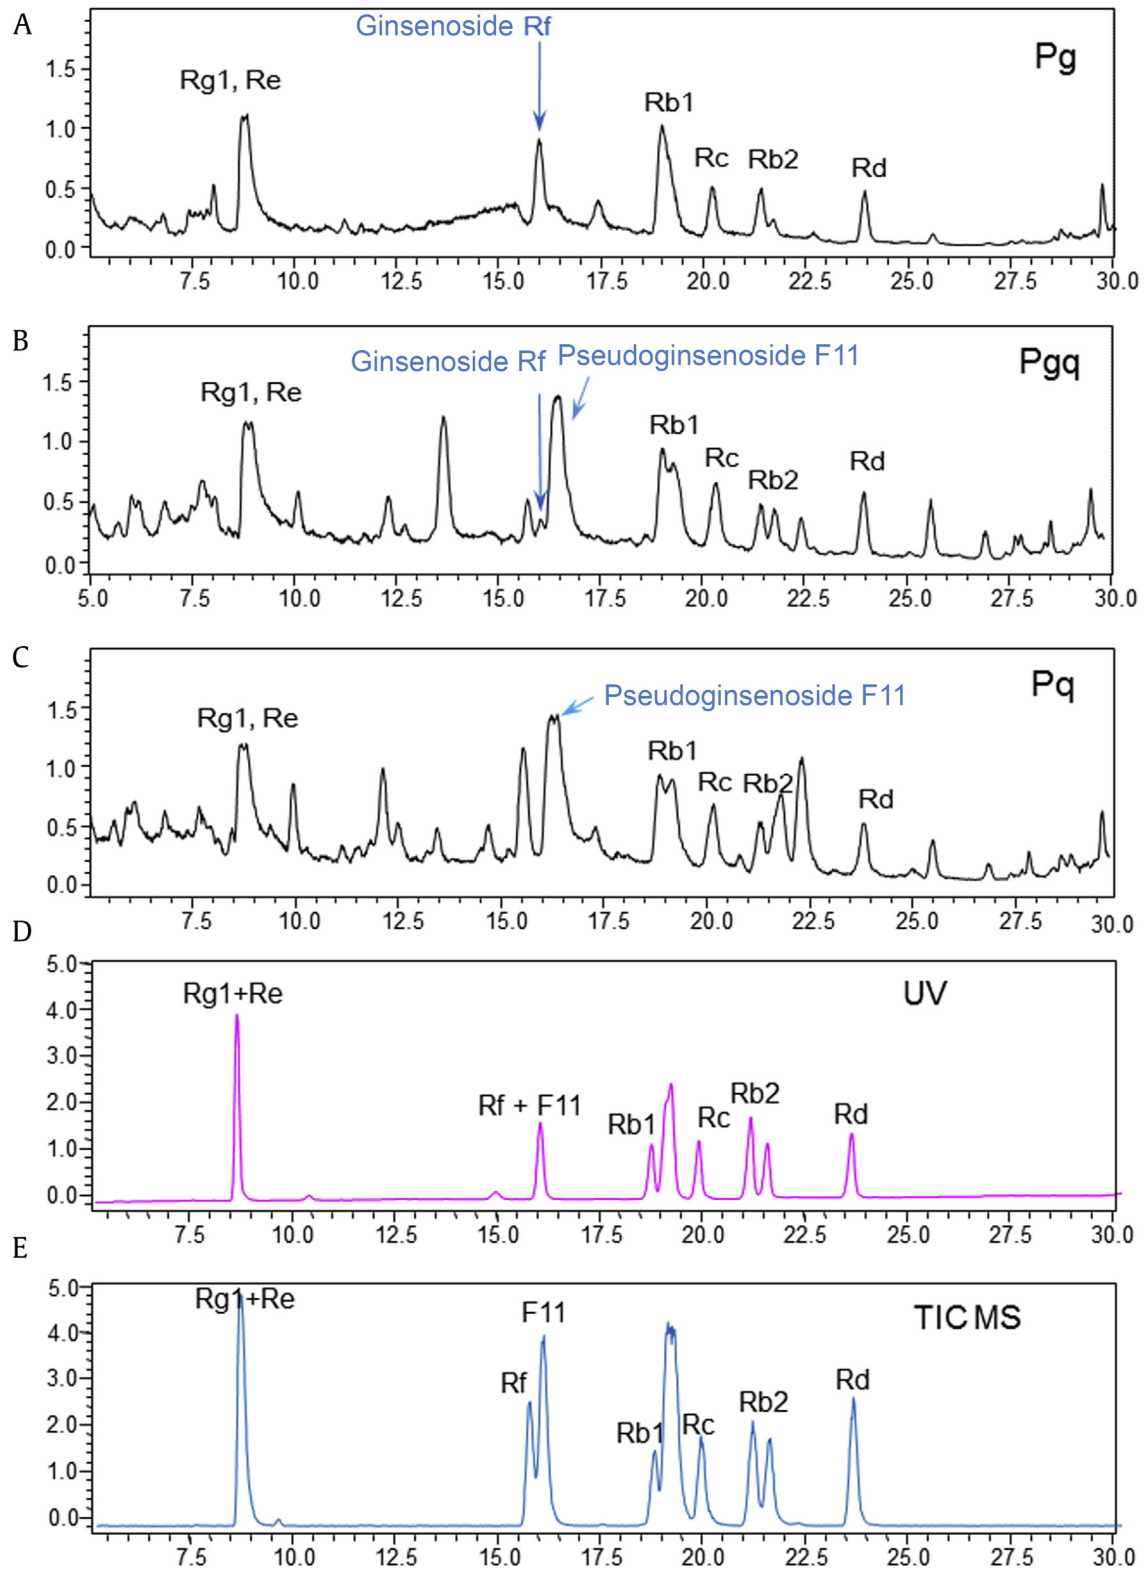 A
Ginsenoside Rf
Pg
Rg1, Re
Rb1
Rc
Rb2
Rd
1.5
1.0
0.5
0.0
7.5 10.0 12.5 15.0 17.5 20.0 22.5 25.0 27.5 30.0
B
Ginsenoside Rf
Pseudoginsenoside F11
Pgq
Rg1, Re
Rb1
Rc
Rb2
Rd
1.5
1.0
0.5
0.0
5.0 7.5 10.0 12.5 15.0 17.5 20.0 22.5 25.0 27.5 30.0
C
Pseudoginsenoside F11
Pq
Rg1, Re
Rb1
Rc
Rb2
Rd
1.5
1.0
0.5
0.0
7.5 10.0 12.5 15.0 17.5 20.0 22.5 25.0 27.5 30.0
D
UV
Rg1+Re
Rf + F11
Rb1
Rc
Rb2
Rd
5.0
4.0
3.0
2.0
1.0
0.0
7.5 10.0 12.5 15.0 17.5 20.0 22.5 25.0 27.5 30.0
E
TIC MS
Rg1+Re
Rf
F11
Rb1
Rc
Rb2
Rd
5.0
4.0
3.0
2.0
1.0
0.0
7.5 10.0 12.5 15.0 17.5 20.0 22.5 25.0 27.5 30.0